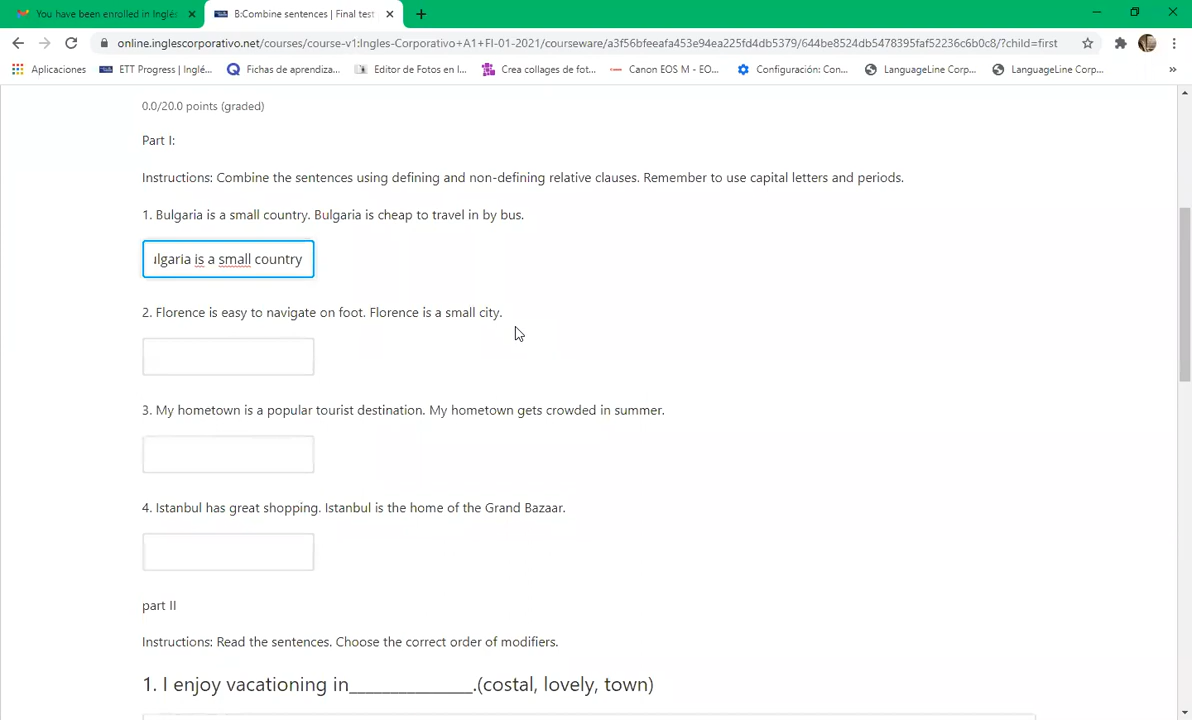 You have been enrolled in Inglés
B:Combine sentences | Final test
online.inglescorporativo.net/courses/course-v1:Ingles-Corporativo+A1+FI-01-2021/courseware/a3f56bfeeafa453e94ea225fd4db5379/644be8524db5478395faf52236c6b0c8/?child=first
Aplicaciones
ETT Progress | Inglé...
Fichas de aprendiza...
Editor de Fotos en l...
Crea collages de fot...
Canon EOS M - EO...
Configuración: Con...
LanguageLine Corp...
LanguageLine Corp...
0.0/20.0 points (graded)
Part I:
Instructions: Combine the sentences using defining and non-defining relative clauses. Remember to use capital letters and periods.
1. Bulgaria is a small country. Bulgaria is cheap to travel in by bus.
ulgaria is a small country
2. Florence is easy to navigate on foot. Florence is a small city.
3. My hometown is a popular tourist destination. My hometown gets crowded in summer.
4. Istanbul has great shopping. Istanbul is the home of the Grand Bazaar.
part II
Instructions: Read the sentences. Choose the correct order of modifiers.
1. I enjoy vacationing in______________.(costal, lovely, town)